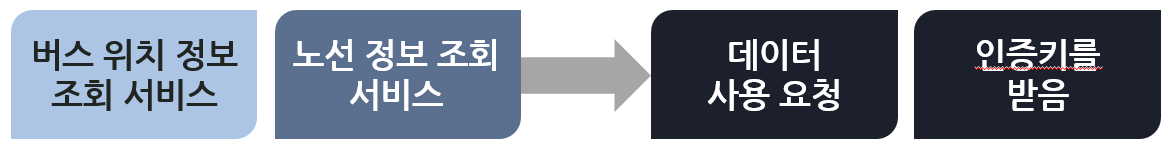 버스 위치 정보
조회 서비스
노선 정보 조회
서비스
데이터
사용 요청
인증키를
받음